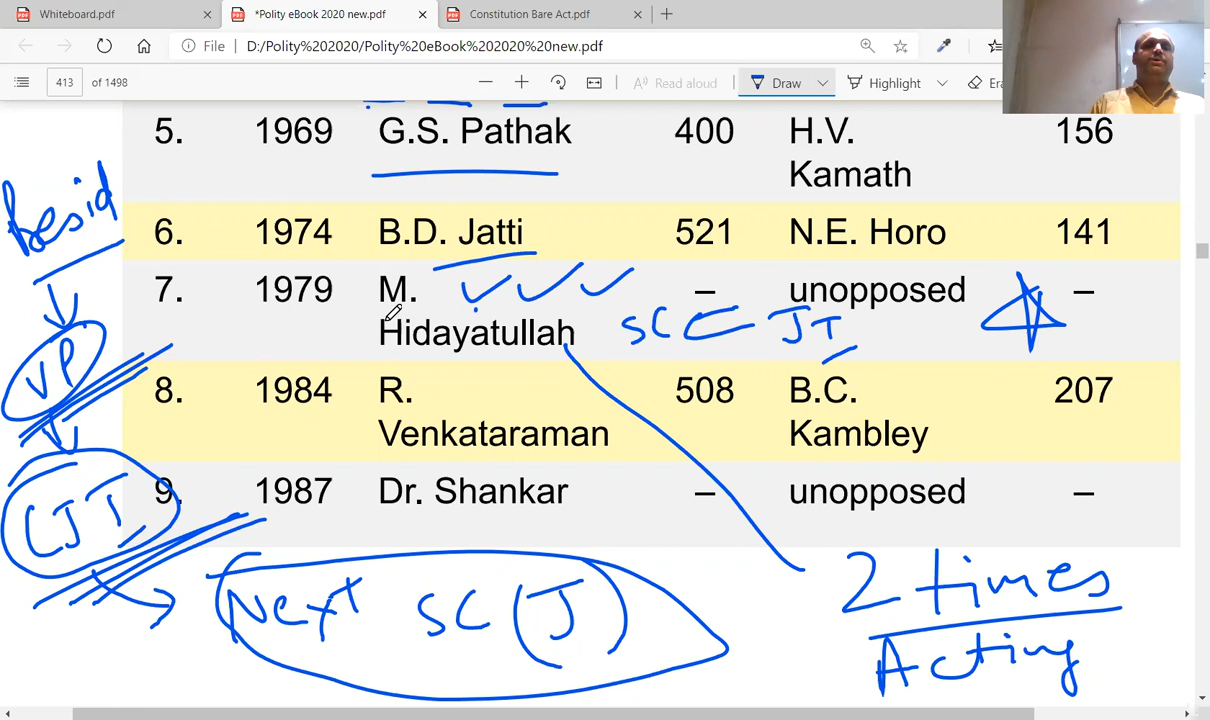 Whiteboard.pdf
*Polity eBook 2020 new.pdf
Constitution Bare Act.pdf
File D:/Polity%202020/Polity%20eBook%202020%20new.pdf
413 of 1498 Read aloud Draw Highlight Era
5. 1969 G.S. Pathak 400 H.V. Kamath 156
6. 1974 B.D. Jatti 521 N.E. Horo 141
7. 1979 M. Hidayatullah – unopposed –
8. 1984 R. Venkataraman 508 B.C. Kambley 207
9. 1987 Dr. Shankar – unopposed –
VP
CJI
SC JI
Next SC (J)
2 times
Acting